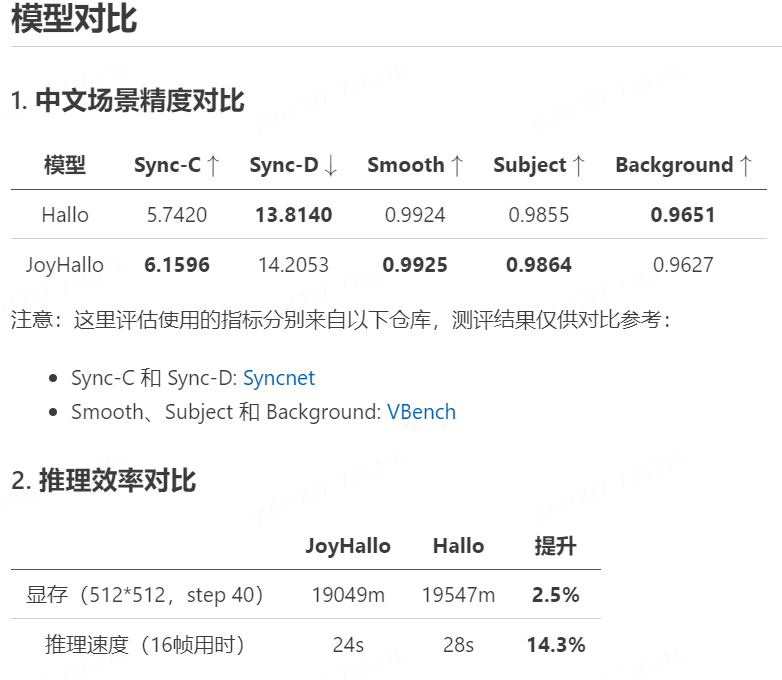 模型对比
1. 中文场景精度对比
模型 Sync-C ↑ Sync-D ↓ Smooth ↑ Subject ↑ Background ↑
Hallo 5.7420 13.8140 0.9924 0.9855 0.9651
JoyHallo 6.1596 14.2053 0.9925 0.9864 0.9627
注意：这里评估使用的指标分别来自以下仓库，测评结果仅供对比参考：
• Sync-C 和 Sync-D: Syncnet
• Smooth、Subject 和 Background: VBench
2. 推理效率对比
JoyHallo Hallo 提升
显存（512*512，step 40） 19049m 19547m 2.5%
推理速度（16帧用时） 24s 28s 14.3%